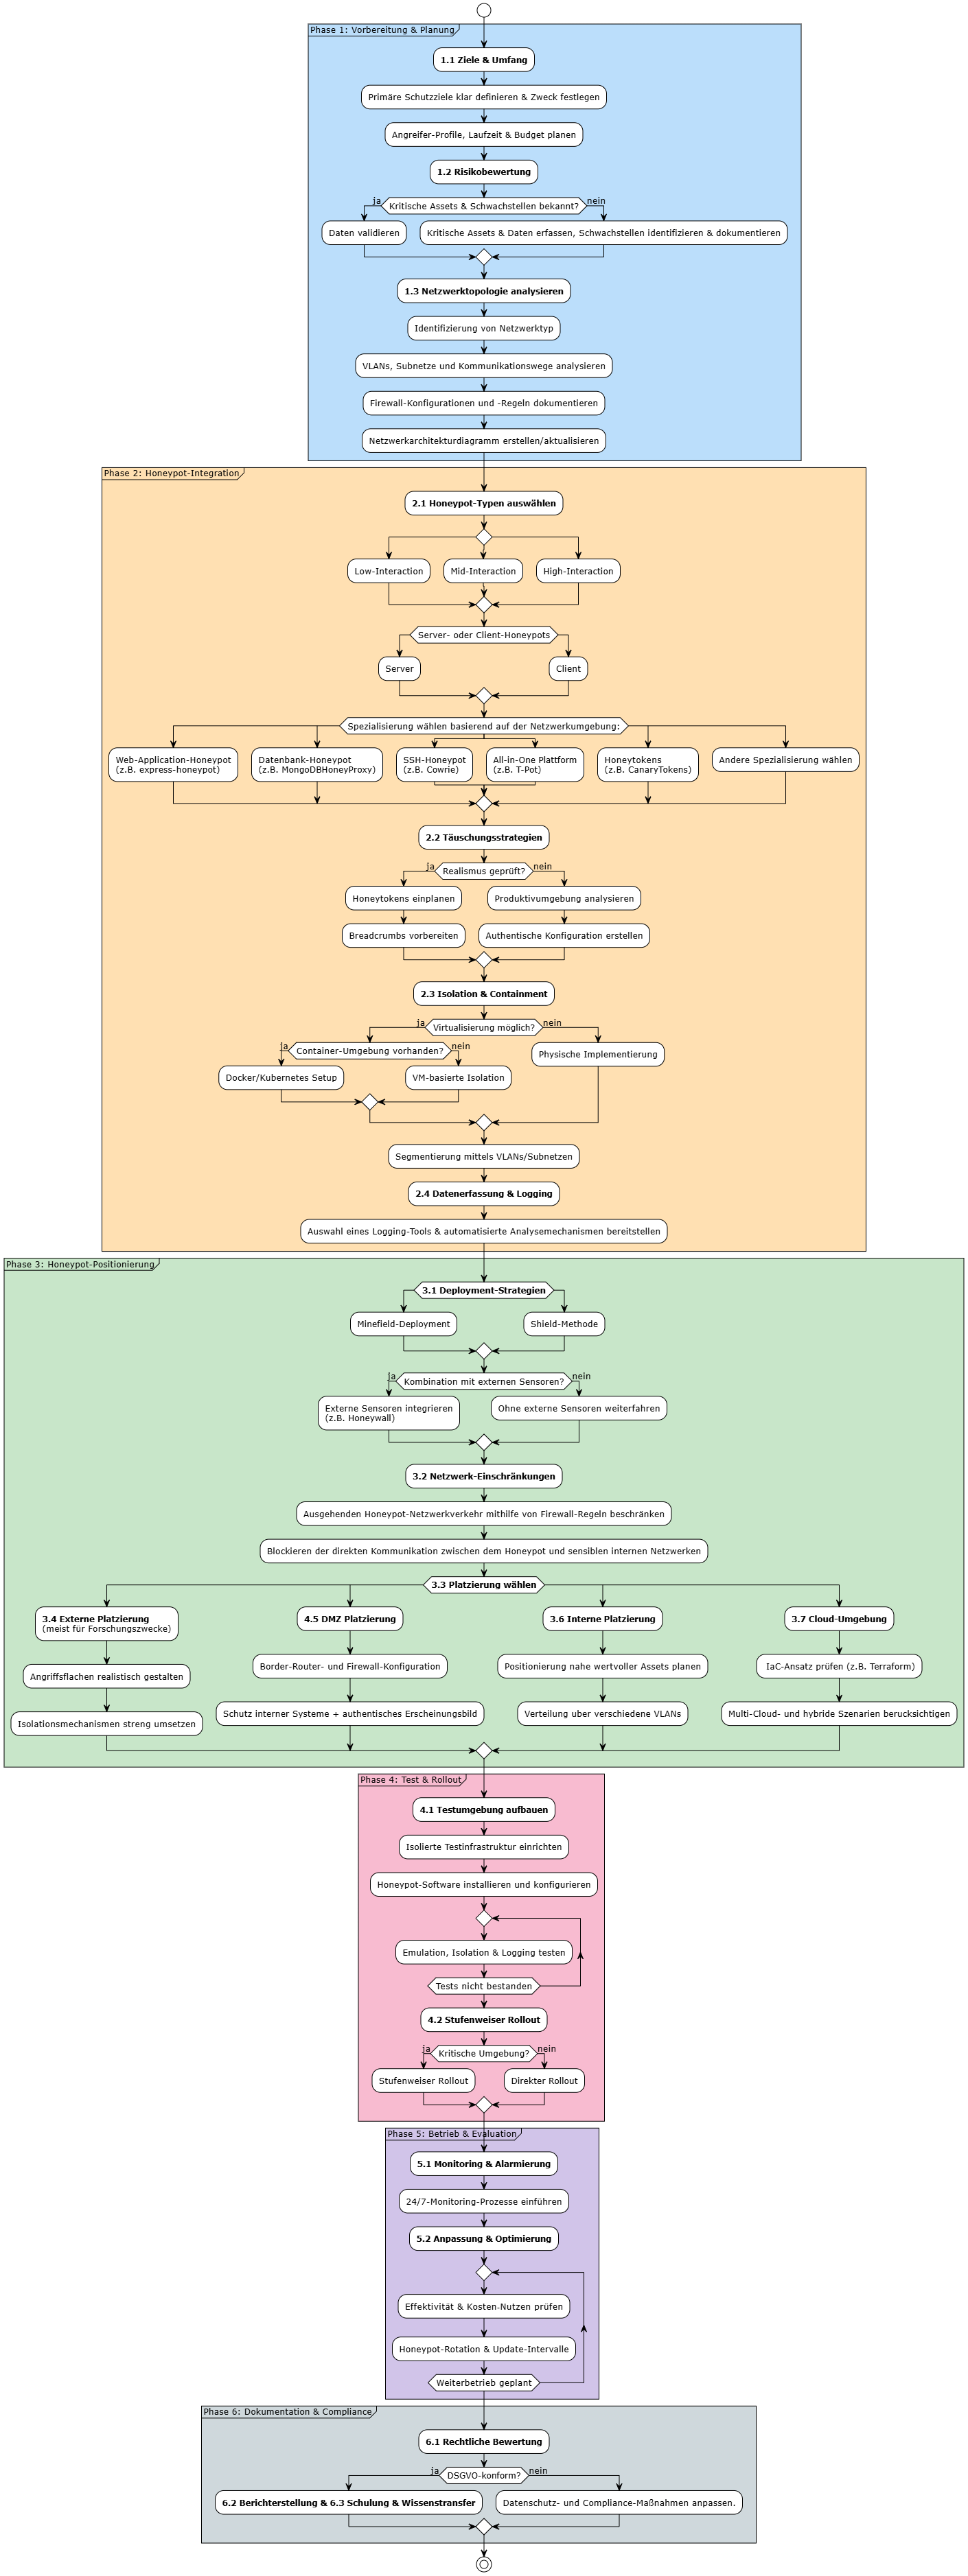 Phase 1: Vorbereitung & Planung
1.1 Ziele & Umfang
Primäre Schutzziele klar definieren & Zweck festlegen
Angreifer-Profile, Laufzeit & Budget planen
1.2 Risikobewertung
ja
Kritische Assets & Schwachstellen bekannt?
nein
Daten validieren
Kritische Assets & Daten erfassen, Schwachstellen identifizieren & dokumentieren
1.3 Netzwerktopologie analysieren
Identifizierung von Netzwerktyp
VLANs, Subnetze und Kommunikationswege analysieren
Firewall-Konfigurationen und -Regeln dokumentieren
Netzwerkarchitekturdiagramm erstellen/aktualisieren
Phase 2: Honeypot-Integration
2.1 Honeypot-Typen auswählen
Low-Interaction
Mid-Interaction
High-Interaction
Server- oder Client-Honeypots
Server
Client
Spezialisierung wählen basierend auf der Netzwerkumgebung:
Web-Application-Honeypot
(z.B. express-honeypot)
Datenbank-Honeypot
(z.B. MongoDBHoneyProxy)
SSH-Honeypot
(z.B. Cowrie)
All-in-One Plattform
(z.B. T-Pot)
Honeytokens
(z.B. CanaryTokens)
Andere Spezialisierung wählen
2.2 Täuschungsstrategien
ja
Realismus geprüft?
nein
Honeytokens einplanen
Produktivumgebung analysieren
Breadcrumbs vorbereiten
Authentische Konfiguration erstellen
2.3 Isolation & Containment
ja
Virtualisierung möglich?
nein
ja
Container-Umgebung vorhanden?
nein
Physische Implementierung
Docker/Kubernetes Setup
VM-basierte Isolation
Segmentierung mittels VLANs/Subnetzen
2.4 Datenerfassung & Logging
Auswahl eines Logging-Tools & automatisierte Analysemechanismen bereitstellen
Phase 3: Honeypot-Positionierung
3.1 Deployment-Strategien
Minefield-Deployment
Shield-Methode
ja
Kombination mit externen Sensoren?
nein
Externe Sensoren integrieren
(z.B. Honeywall)
Ohne externe Sensoren weiterfahren
3.2 Netzwerk-Einschränkungen
Ausgehenden Honeypot-Netzwerkverkehr mithilfe von Firewall-Regeln beschränken
Blockieren der direkten Kommunikation zwischen dem Honeypot und sensiblen internen Netzwerken
3.3 Platzierung wählen
3.4 Externe Platzierung
(meist für Forschungszwecke)
4.5 DMZ Platzierung
3.6 Interne Platzierung
3.7 Cloud-Umgebung
Angriffsflachen realistisch gestalten
Border-Router- und Firewall-Konfiguration
Positionierung nahe wertvoller Assets planen
IaC-Ansatz prüfen (z.B. Terraform)
Isolationsmechanismen streng umsetzen
Schutz interner Systeme + authentisches Erscheinungsbild
Verteilung uber verschiedene VLANs
Multi-Cloud- und hybride Szenarien berucksichtigen
Phase 4: Test & Rollout
4.1 Testumgebung aufbauen
Isolierte Testinfrastruktur einrichten
Honeypot-Software installieren und konfigurieren
Emulation, Isolation & Logging testen
Tests nicht bestanden
4.2 Stufenweiser Rollout
ja
Kritische Umgebung?
nein
Stufenweiser Rollout
Direkter Rollout
Phase 5: Betrieb & Evaluation
5.1 Monitoring & Alarmierung
24/7-Monitoring-Prozesse einführen
5.2 Anpassung & Optimierung
Effektivität & Kosten-Nutzen prüfen
Honeypot-Rotation & Update-Intervalle
Weiterbetrieb geplant
Phase 6: Dokumentation & Compliance
6.1 Rechtliche Bewertung
ja
DSGVO-konform?
nein
6.2 Berichterstellung & 6.3 Schulung & Wissenstransfer
Datenschutz- und Compliance-Maßnahmen anpassen.